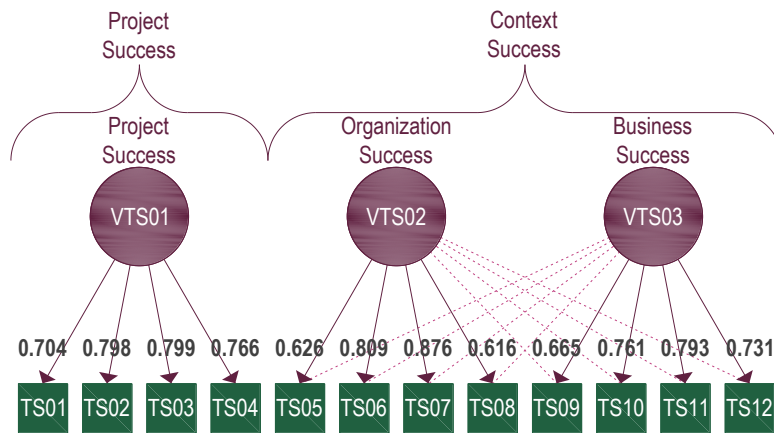 Project
Success
Context
Success
Project
Success
Organization
Success
Business
Success
VTS01
VTS02
VTS03
0.704 0.798 0.799 0.766 0.626 0.809 0.876 0.616 0.665 0.761 0.793 0.731
TS01 TS02 TS03 TS04 TS05 TS06 TS07 TS08 TS09 TS10 TS11 TS12